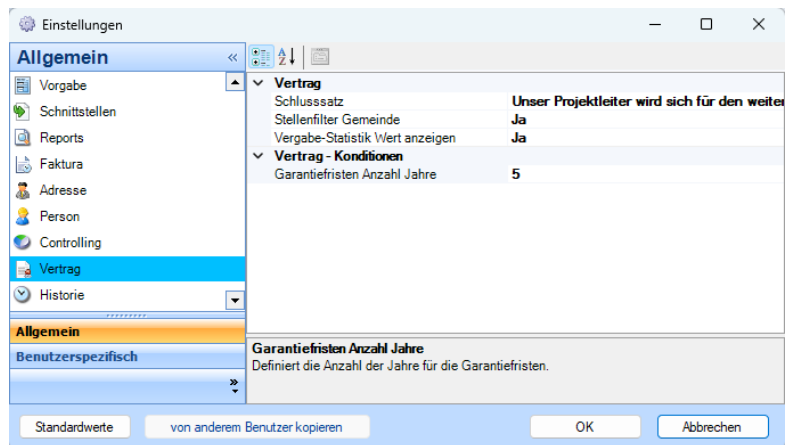 Einstellungen
Allgemein «
Vorgabe
Schnittstellen
Reports
Faktura
Adresse
Person
Controlling
Vertrag
Historie
Allgemein
Benutzerspezifisch
»
Vertrag
Schlusssatz Unser Projektleiter wird sich für den weiter
Stellenfilter Gemeinde Ja
Vergabe-Statistik Wert anzeigen Ja
Vertrag - Konditionen
Garantiefristen Anzahl Jahre 5
Garantiefristen Anzahl Jahre
Definiert die Anzahl der Jahre für die Garantiefristen.
Standardwerte von anderem Benutzer kopieren OK Abbrechen